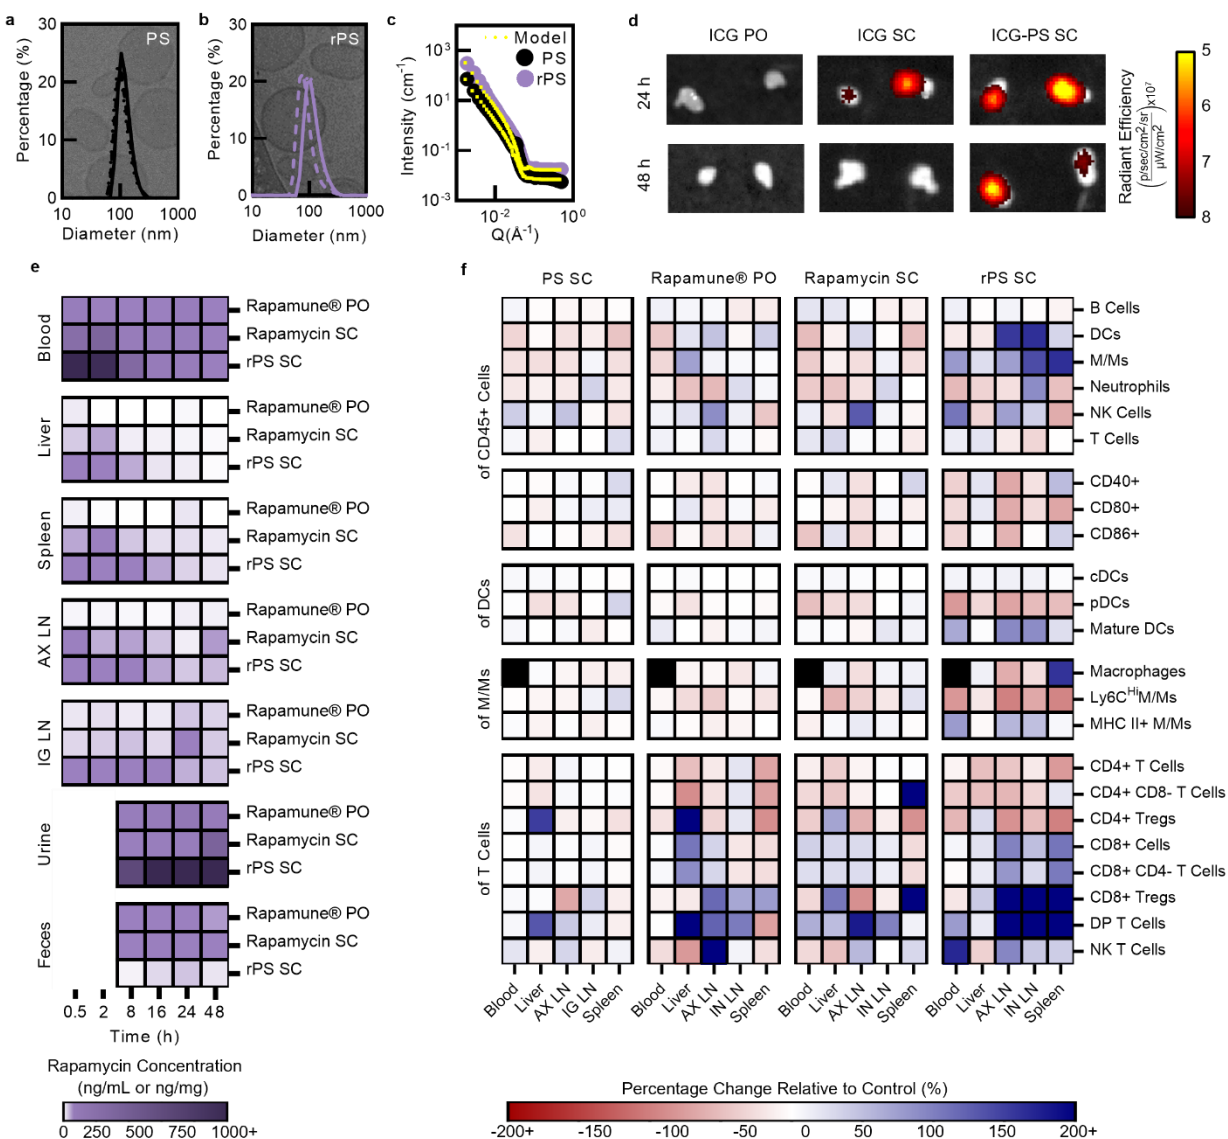 a
30
20
10
0
Percentage (%)
PS
10
100
1000
Diameter (nm)
b
30
20
10
0
Percentage (%)
rPS
10
100
1000
Diameter (nm)
c
10³
10¹
10⁻¹
10⁻³
Intensity (cm⁻¹)
Model
PS
rPS
10⁻²
10⁰
Q(Å⁻¹)
d
ICG PO
ICG SC
ICG-PS SC
24 h
48 h
5
6
7
8
Radiant Efficiency
(p/sec/cm²/sr / µW/cm²) x10⁷
e
Blood
Rapamune® PO
Rapamycin SC
rPS SC
Liver
Rapamune® PO
Rapamycin SC
rPS SC
Spleen
Rapamune® PO
Rapamycin SC
rPS SC
AX LN
Rapamune® PO
Rapamycin SC
rPS SC
IG LN
Rapamune® PO
Rapamycin SC
rPS SC
Urine
Rapamune® PO
Rapamycin SC
rPS SC
Feces
Rapamune® PO
Rapamycin SC
rPS SC
0.5 2 8 16 24 48
Time (h)
Rapamycin Concentration
(ng/mL or ng/mg)
0 250 500 750 1000+
f
PS SC
Rapamune® PO
Rapamycin SC
rPS SC
of CD45+ Cells
B Cells
DCs
M/Ms
Neutrophils
NK Cells
T Cells
CD40+
CD80+
CD86+
of DCs
cDCs
pDCs
Mature DCs
of M/Ms
Macrophages
Ly6Cᴴⁱ M/Ms
MHC II+ M/Ms
of T Cells
CD4+ T Cells
CD4+ CD8- T Cells
CD4+ Tregs
CD8+ Cells
CD8+ CD4- T Cells
CD8+ Tregs
DP T Cells
NK T Cells
Blood Liver AX LN IG LN Spleen
Blood Liver AX LN IN LN Spleen
Blood Liver AX LN IN LN Spleen
Blood Liver AX LN IN LN Spleen
Percentage Change Relative to Control (%)
-200+ -150 -100 -50 0 50 100 150 200+